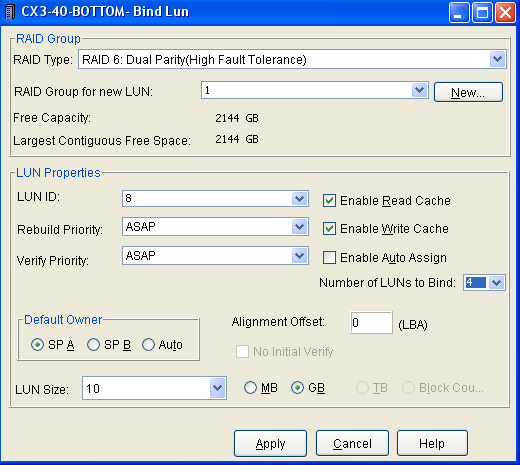 CX3-40-BOTTOM- Bind Lun
RAID Group
RAID Type: RAID 6: Dual Parity(High Fault Tolerance)
RAID Group for new LUN: 1 New...
Free Capacity: 2144 GB
Largest Contiguous Free Space: 2144 GB
LUN Properties
LUN ID: 8 Enable Read Cache
Rebuild Priority: ASAP Enable Write Cache
Verify Priority: ASAP Enable Auto Assign
Number of LUNs to Bind: 4
Default Owner Alignment Offset: 0 (LBA)
SP A SP B Auto
No Initial Verify
LUN Size: 10 MB GB TB Block Cou...
Apply Cancel Help